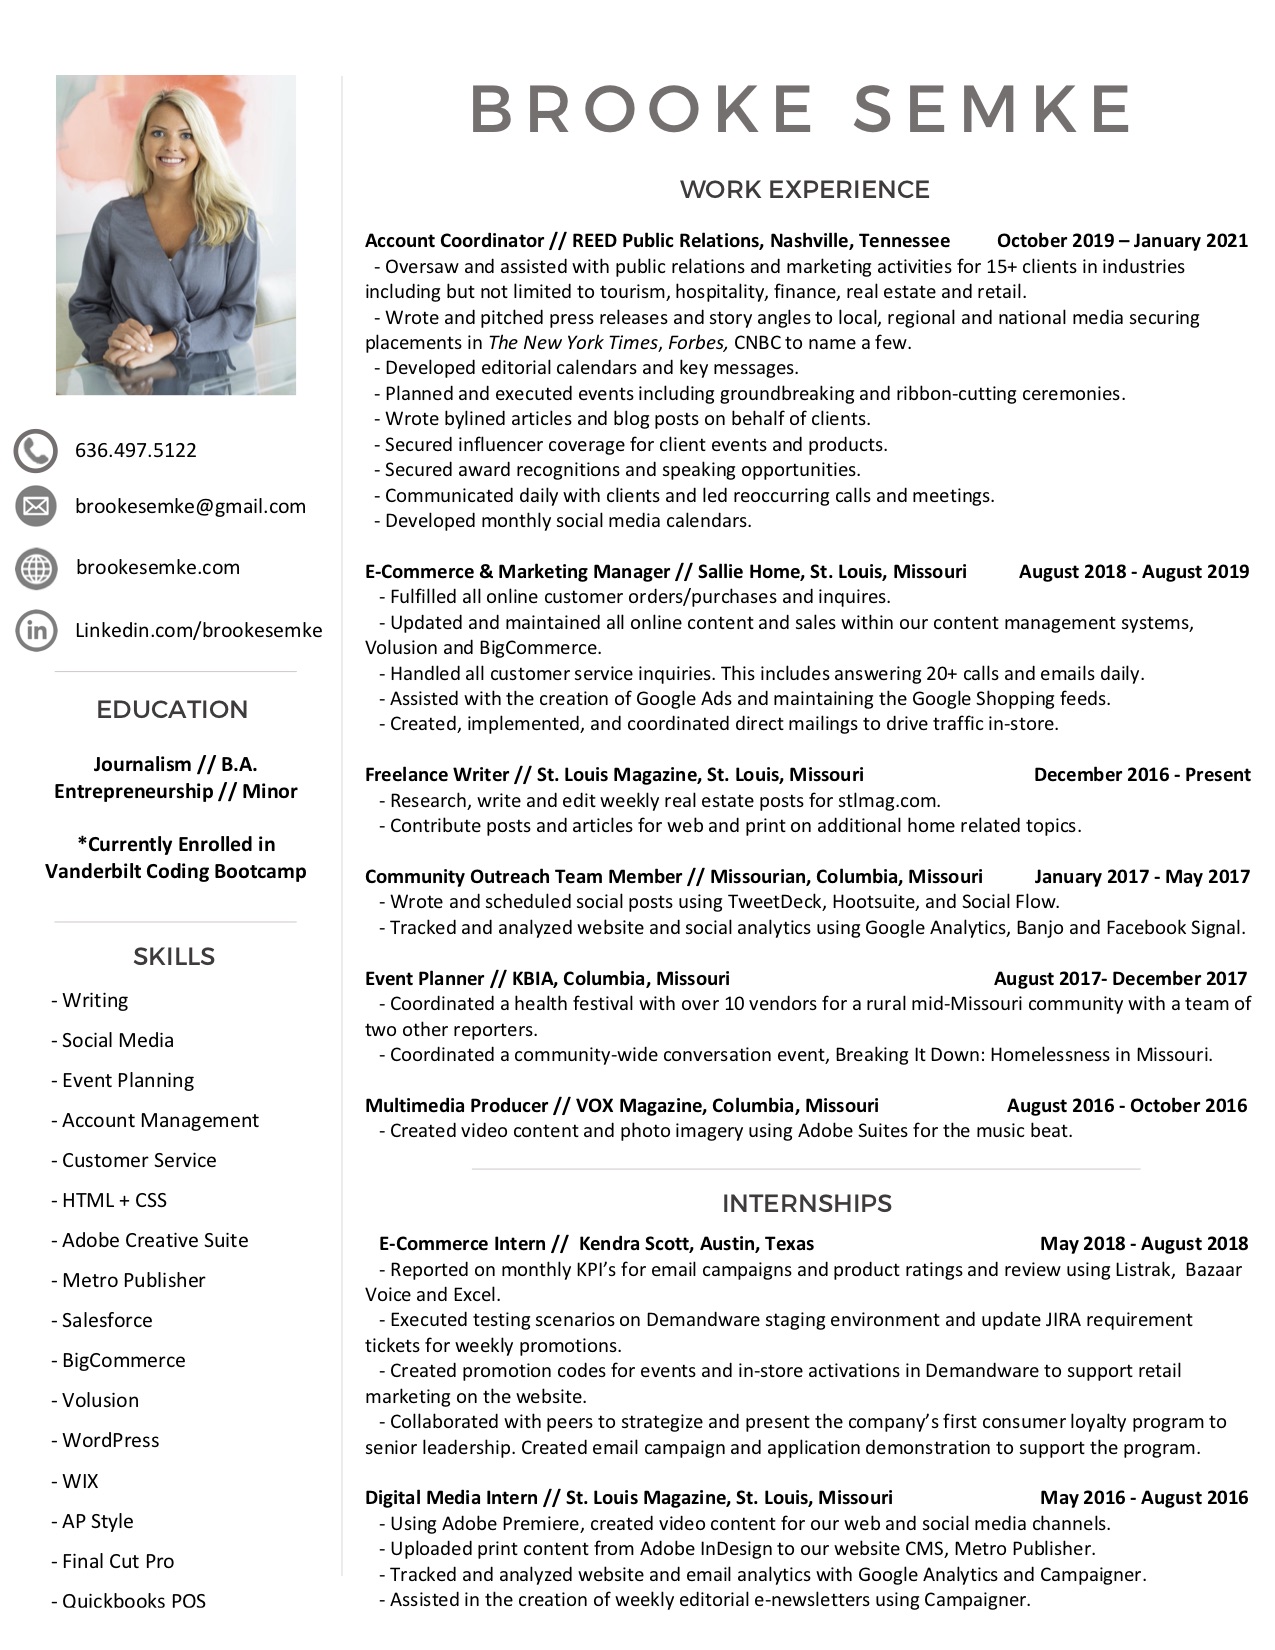 BROOKE SEMKE
636.497.5122
brookesemke@gmail.com
brookesemke.com
Linkedin.com/brookesemke
EDUCATION
Journalism // B.A.
Entrepreneurship // Minor
*Currently Enrolled in
Vanderbilt Coding Bootcamp
SKILLS
- Writing
- Social Media
- Event Planning
- Account Management
- Customer Service
- HTML + CSS
- Adobe Creative Suite
- Metro Publisher
- Salesforce
- BigCommerce
- Volusion
- WordPress
- WIX
- AP Style
- Final Cut Pro
- Quickbooks POS
WORK EXPERIENCE
Account Coordinator // REED Public Relations, Nashville, Tennessee October 2019 – January 2021
- Oversaw and assisted with public relations and marketing activities for 15+ clients in industries
including but not limited to tourism, hospitality, finance, real estate and retail.
- Wrote and pitched press releases and story angles to local, regional and national media securing
placements in The New York Times, Forbes, CNBC to name a few.
- Developed editorial calendars and key messages.
- Planned and executed events including groundbreaking and ribbon-cutting ceremonies.
- Wrote bylined articles and blog posts on behalf of clients.
- Secured influencer coverage for client events and products.
- Secured award recognitions and speaking opportunities.
- Communicated daily with clients and led reoccurring calls and meetings.
- Developed monthly social media calendars.
E-Commerce & Marketing Manager // Sallie Home, St. Louis, Missouri August 2018 - August 2019
- Fulfilled all online customer orders/purchases and inquires.
- Updated and maintained all online content and sales within our content management systems,
Volusion and BigCommerce.
- Handled all customer service inquiries. This includes answering 20+ calls and emails daily.
- Assisted with the creation of Google Ads and maintaining the Google Shopping feeds.
- Created, implemented, and coordinated direct mailings to drive traffic in-store.
Freelance Writer // St. Louis Magazine, St. Louis, Missouri December 2016 - Present
- Research, write and edit weekly real estate posts for stlmag.com.
- Contribute posts and articles for web and print on additional home related topics.
Community Outreach Team Member // Missourian, Columbia, Missouri January 2017 - May 2017
- Wrote and scheduled social posts using TweetDeck, Hootsuite, and Social Flow.
- Tracked and analyzed website and social analytics using Google Analytics, Banjo and Facebook Signal.
Event Planner // KBIA, Columbia, Missouri August 2017- December 2017
- Coordinated a health festival with over 10 vendors for a rural mid-Missouri community with a team of
two other reporters.
- Coordinated a community-wide conversation event, Breaking It Down: Homelessness in Missouri.
Multimedia Producer // VOX Magazine, Columbia, Missouri August 2016 - October 2016
- Created video content and photo imagery using Adobe Suites for the music beat.
INTERNSHIPS
E-Commerce Intern // Kendra Scott, Austin, Texas May 2018 - August 2018
- Reported on monthly KPI’s for email campaigns and product ratings and review using Listrak, Bazaar
Voice and Excel.
- Executed testing scenarios on Demandware staging environment and update JIRA requirement
tickets for weekly promotions.
- Created promotion codes for events and in-store activations in Demandware to support retail
marketing on the website.
- Collaborated with peers to strategize and present the company’s first consumer loyalty program to
senior leadership. Created email campaign and application demonstration to support the program.
Digital Media Intern // St. Louis Magazine, St. Louis, Missouri May 2016 - August 2016
- Using Adobe Premiere, created video content for our web and social media channels.
- Uploaded print content from Adobe InDesign to our website CMS, Metro Publisher.
- Tracked and analyzed website and email analytics with Google Analytics and Campaigner.
- Assisted in the creation of weekly editorial e-newsletters using Campaigner.